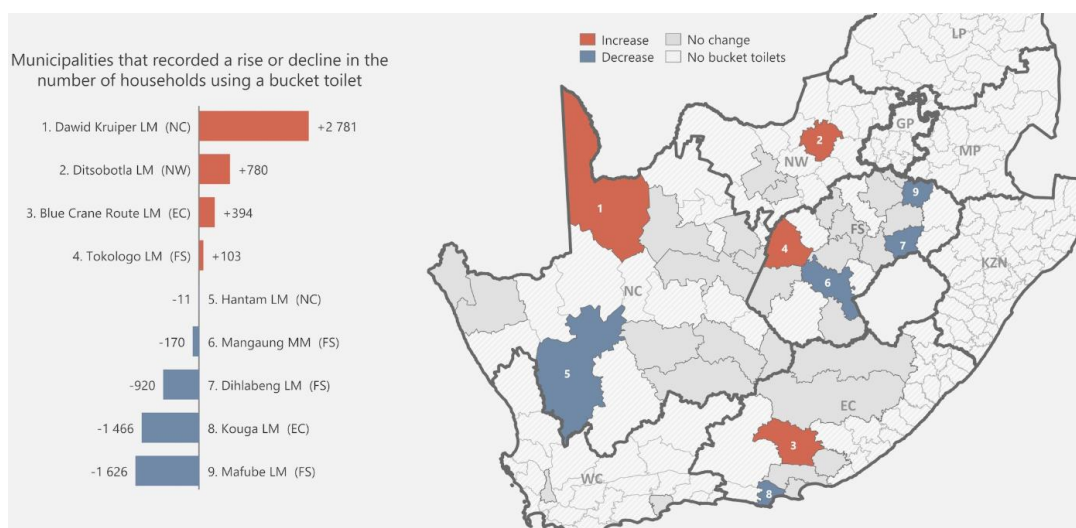 Municipalities that recorded a rise or decline in the
number of households using a bucket toilet
1. Dawid Kruiper LM (NC) +2 781
2. Ditsobotla LM (NW) +780
3. Blue Crane Route LM (EC) +394
4. Tokologo LM (FS) +103
-11 5. Hantam LM (NC)
-170 6. Mangaung MM (FS)
-920 7. Dihlabeng LM (FS)
-1 466 8. Kouga LM (EC)
-1 626 9. Mafube LM (FS)
Increase No change
Decrease No bucket toilets
LP
GP
2
NW
MP
9
1
4
FS
7
KZN
6
NC
5
EC
3
WC
8